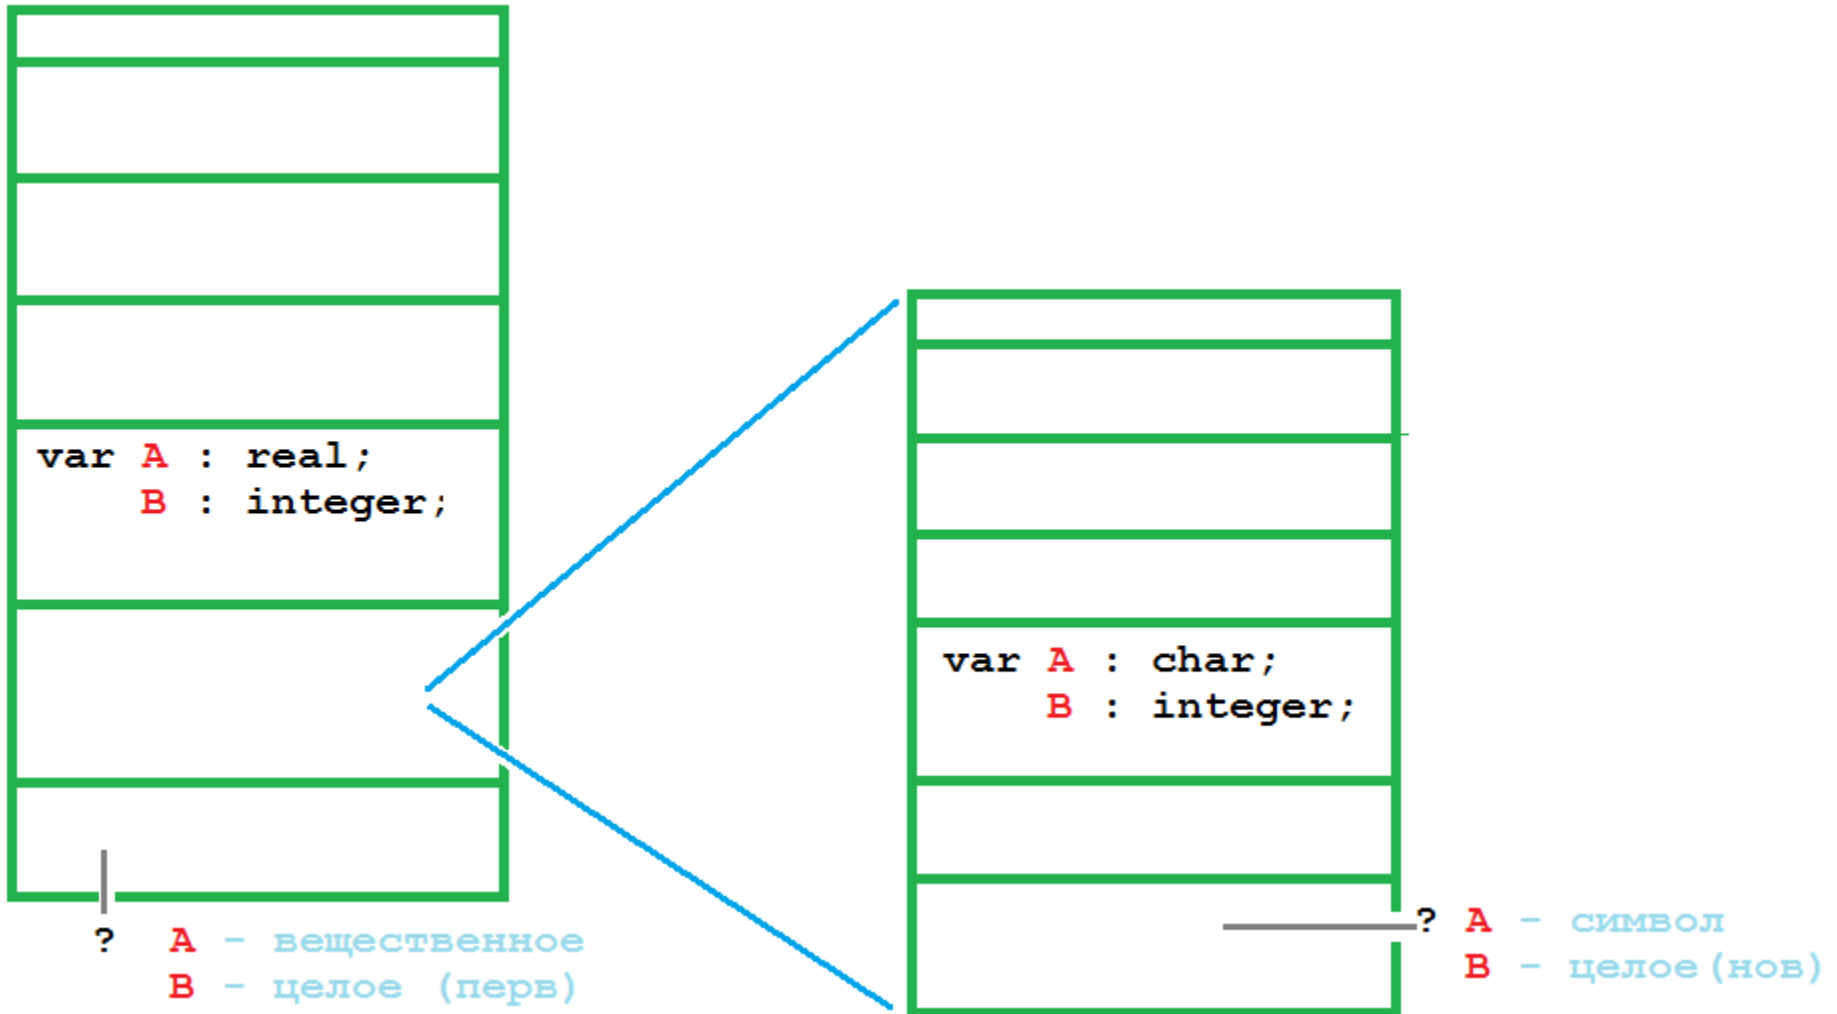 var A : real;
B : integer;
var A : char;
B : integer;
? A - вещественное
B - целое (перв)
? A - символ
B - целое(нов)